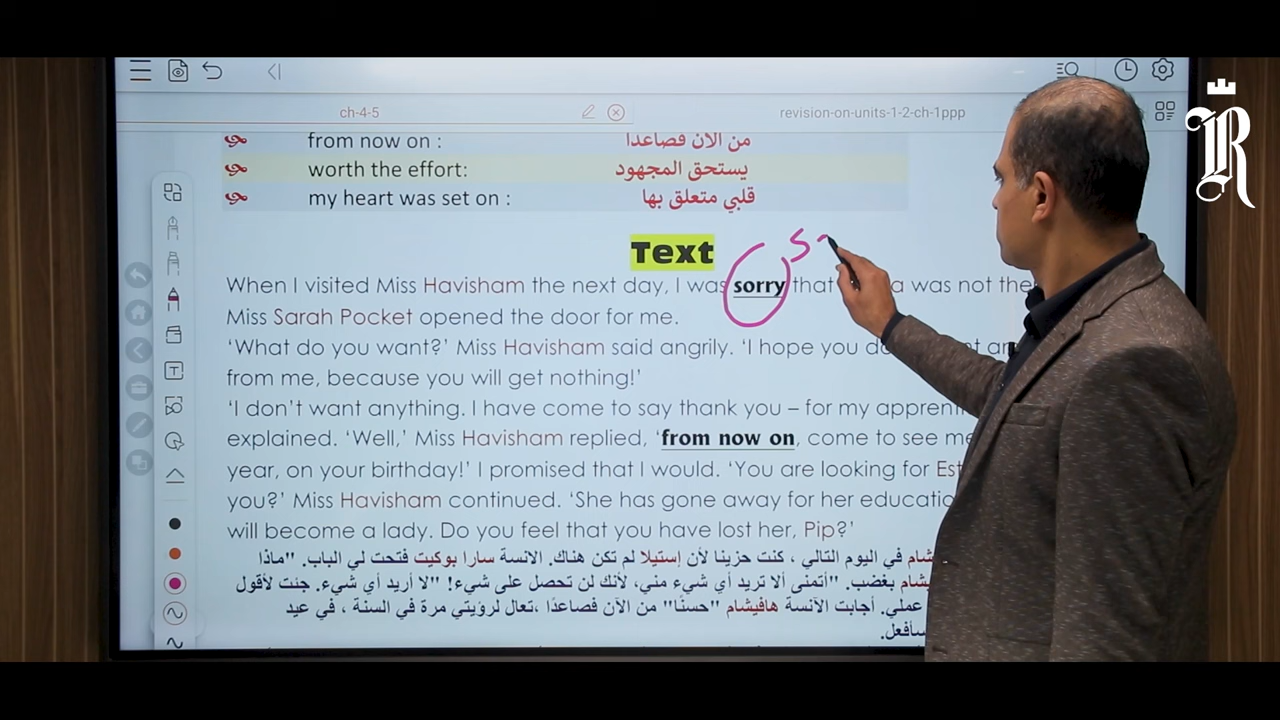 ch-4-5
revision-on-units-1-2-ch-1ppp
from now on : من الآن فصاعدا
worth the effort: يستحق المجهود
my heart was set on : قلبي متعلق بها
Text
When I visited Miss Havisham the next day, I was sorry that was not
Miss Sarah Pocket opened the door for me.
‘What do you want?’ Miss Havisham said angrily. ‘I hope you
from me, because you will get nothing!’
‘I don’t want anything. I have come to say thank you – for my
explained. ‘Well,’ Miss Havisham replied, ‘from now on, come to see me
year, on your birthday!’ I promised that I would. ‘You are looking for
you?’ Miss Havisham continued. ‘She has gone away for her
will become a lady. Do you feel that you have lost her, Pip?’
في اليوم التالي ، كنت حزينا لأن إستيلا لم تكن هناك. الانسة سارا بوكيت فتحت لي الباب. "ماذا
بغضب. "أتمنى ألا تريد أي شيء مني، لأنك لن تحصل على شيء! "لا أريد أي شيء. جئت لأقول
عملي. أجابت الآنسة هافيشام "حسنًا" من الآن فصاعدًا ،تعال لرؤيتي مرة في السنة ، في عيد
سأفعل.
R